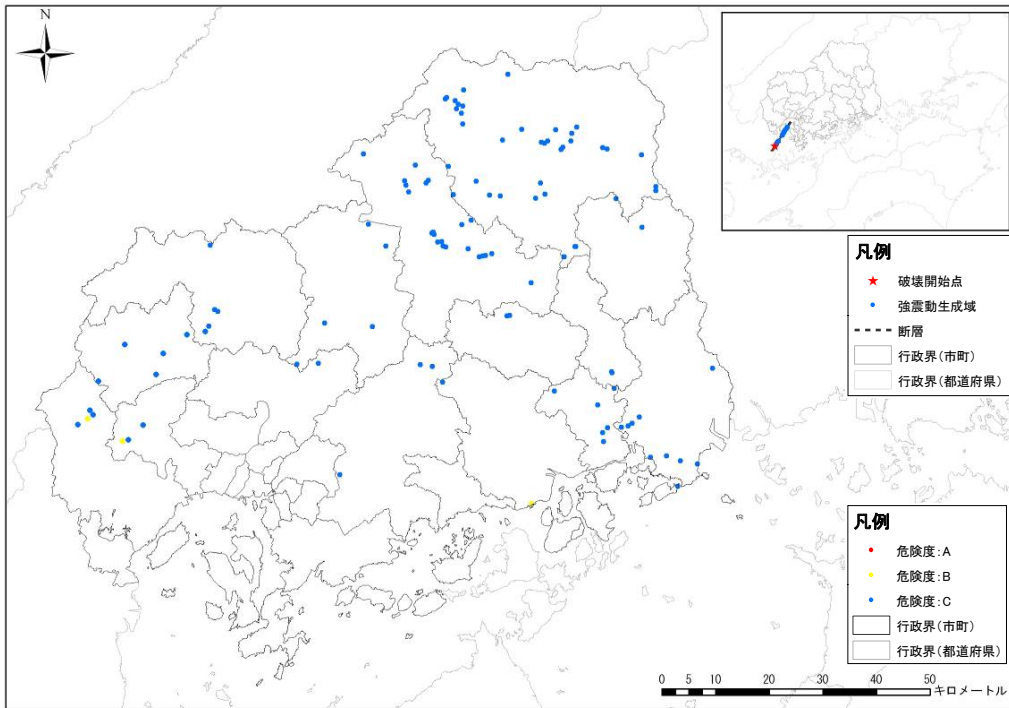 N
凡例
破壊開始点
強震動生成域
断層
行政界(市町)
行政界(都道府県)
凡例
危険度:A
危険度:B
危険度:C
行政界(市町)
行政界(都道府県)
0 5 10 20 30 40 50 キロメートル